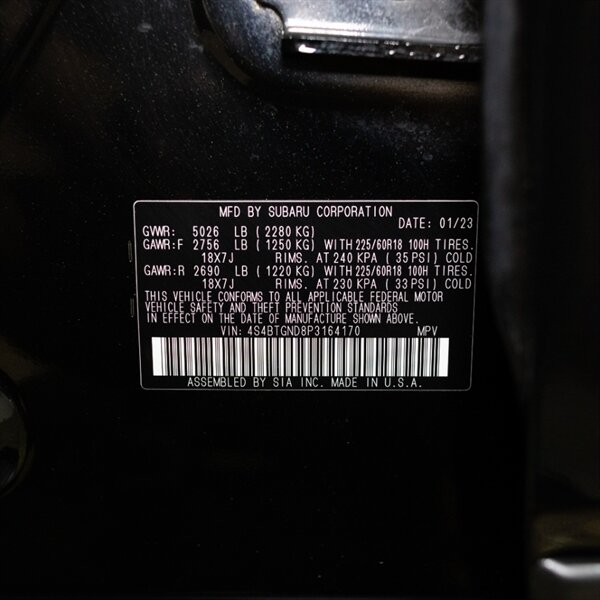 MFD BY SUBARU CORPORATION
DATE: 01/23
GVWR: 5026 LB (2280 KG)
GAWR:F 2756 LB (1250 KG) WITH 225/60R18 100H TIRES.
18X7J RIMS. AT 240 KPA (35 PSI) COLD
GAWR:R 2690 LB (1220 KG) WITH 225/60R18 100H TIRES.
18X7J RIMS. AT 230 KPA (33 PSI) COLD
THIS VEHICLE CONFORMS TO ALL APPLICABLE FEDERAL MOTOR
VEHICLE SAFETY AND THEFT PREVENTION STANDARDS
IN EFFECT ON THE DATE OF MANUFACTURE SHOWN ABOVE.
VIN: 4S4BTGND8P3164170 MPV
ASSEMBLED BY SIA INC. MADE IN U.S.A.